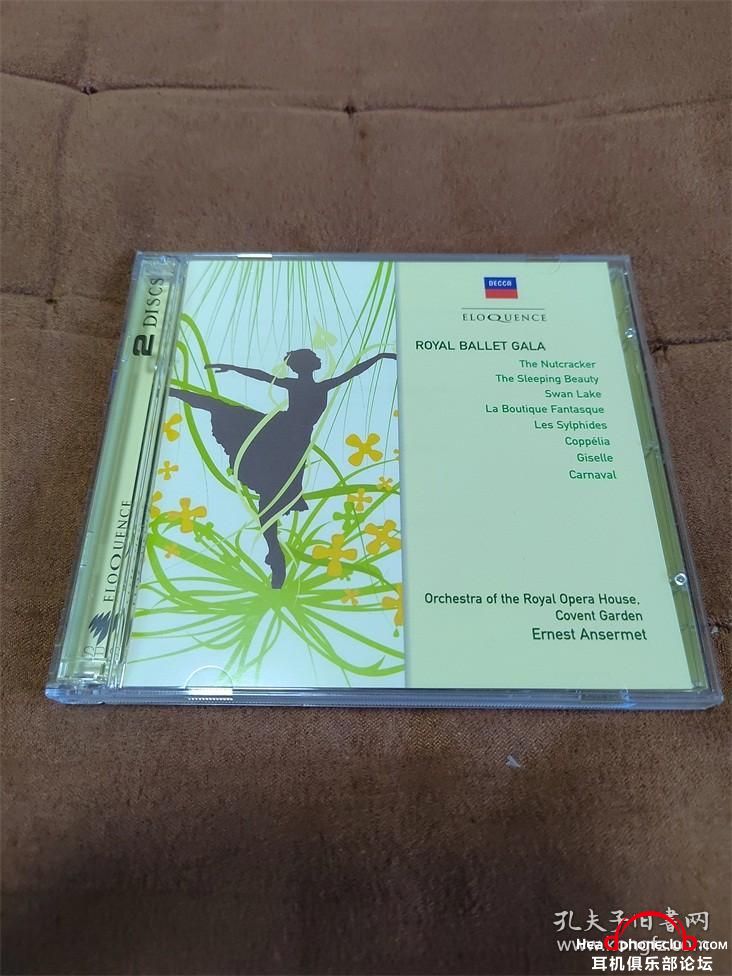 2 DISCS
ELOQUENCE
DECCA
ELOQUENCE
ROYAL BALLET GALA
The Nutcracker
The Sleeping Beauty
Swan Lake
La Boutique Fantasque
Les Sylphides
Coppélia
Giselle
Carnaval
Orchestra of the Royal Opera House,
Covent Garden
Ernest Ansermet
孔夫子旧书网
耳机俱乐部论坛